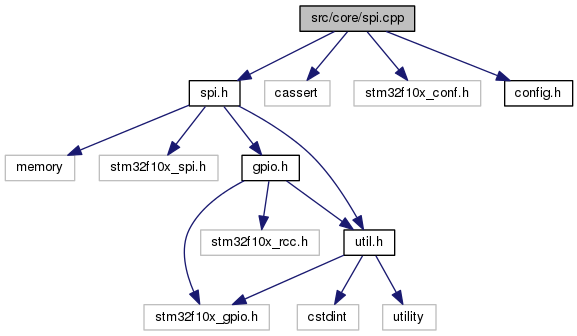 src/core/spi.cpp
spi.h
cassert
stm32f10x_conf.h
config.h
memory
stm32f10x_spi.h
gpio.h
stm32f10x_rcc.h
util.h
stm32f10x_gpio.h
cstdint
utility